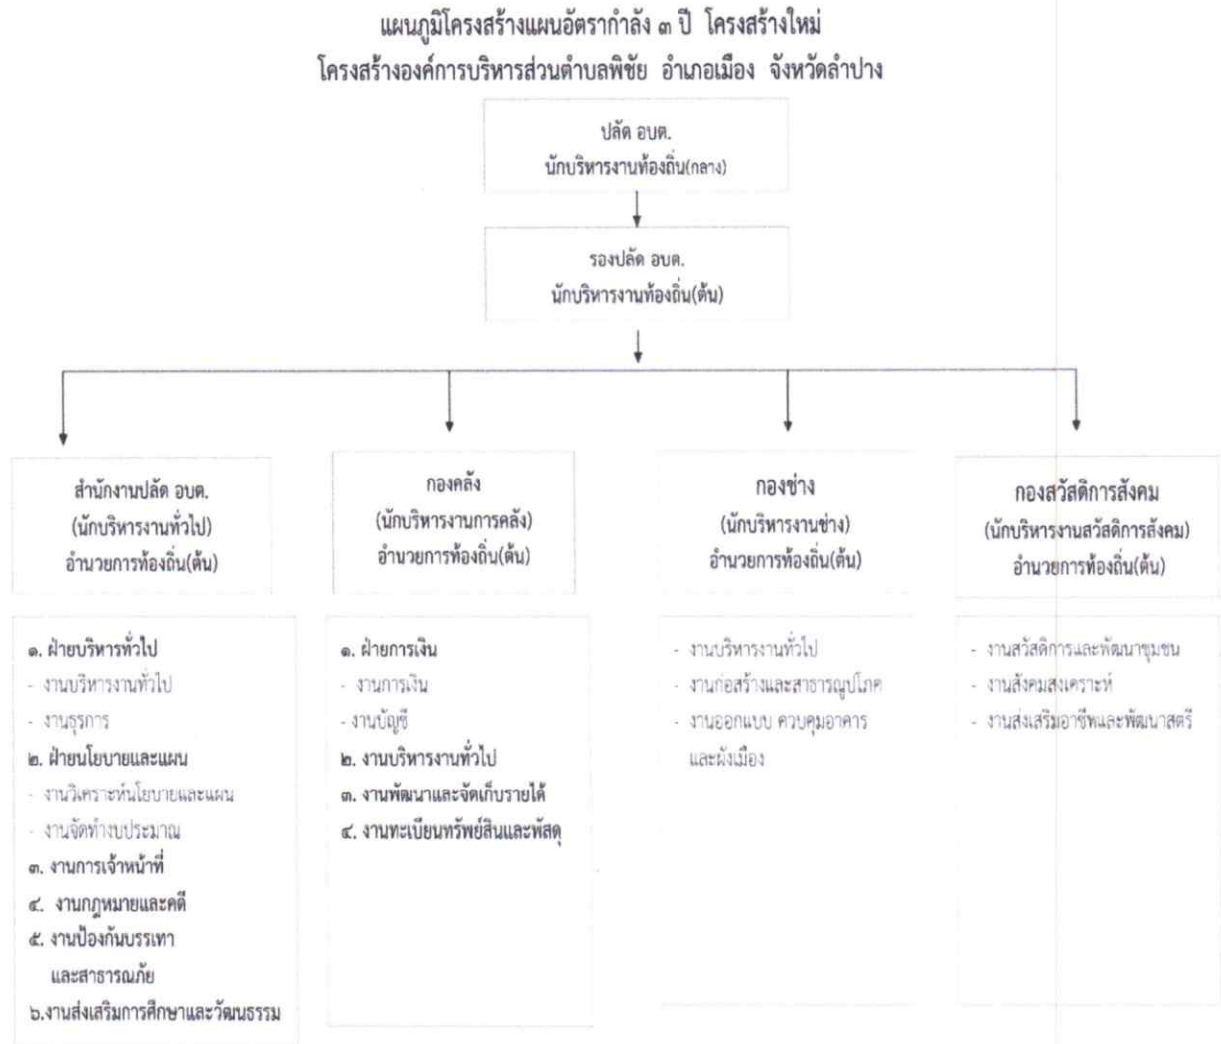 แผนภูมิโครงสร้างแผนอัตรากำลัง ๓ ปี โครงสร้างใหม่
โครงสร้างองค์การบริหารส่วนตำบลพิชัย อำเภอเมือง จังหวัดลำปาง
ปลัด อบต.
นักบริหารงานท้องถิ่น(กลาง)
รองปลัด อบต.
นักบริหารงานท้องถิ่น(ต้น)
สำนักงานปลัด อบต.
(นักบริหารงานทั่วไป)
อำนวยการท้องถิ่น(ต้น)
กองคลัง
(นักบริหารงานการคลัง)
อำนวยการท้องถิ่น(ต้น)
กองช่าง
(นักบริหารงานช่าง)
อำนวยการท้องถิ่น(ต้น)
กองสวัสดิการสังคม
(นักบริหารงานสวัสดิการสังคม)
อำนวยการท้องถิ่น(ต้น)
๑. ฝ่ายบริหารทั่วไป
- งานบริหารงานทั่วไป
- งานธุรการ
๒. ฝ่ายนโยบายและแผน
- งานวิเคราะห์นโยบายและแผน
- งานจัดทำงบประมาณ
๓. งานการเจ้าหน้าที่
๔. งานกฎหมายและคดี
๕. งานป้องกันบรรเทา
และสาธารณภัย
๖.งานส่งเสริมการศึกษาและวัฒนธรรม
๑. ฝ่ายการเงิน
- งานการเงิน
-งานบัญชี
๒. งานบริหารงานทั่วไป
๓. งานพัฒนาและจัดเก็บรายได้
๔. งานทะเบียนทรัพย์สินและพัสดุ
- งานบริหารงานทั่วไป
- งานก่อสร้างและสาธารณูปโภค
- งานออกแบบ ควบคุมอาคาร
และผังเมือง
- งานสวัสดิการและพัฒนาชุมชน
- งานสังคมสงเคราะห์
- งานส่งเสริมอาชีพและพัฒนาสตรี